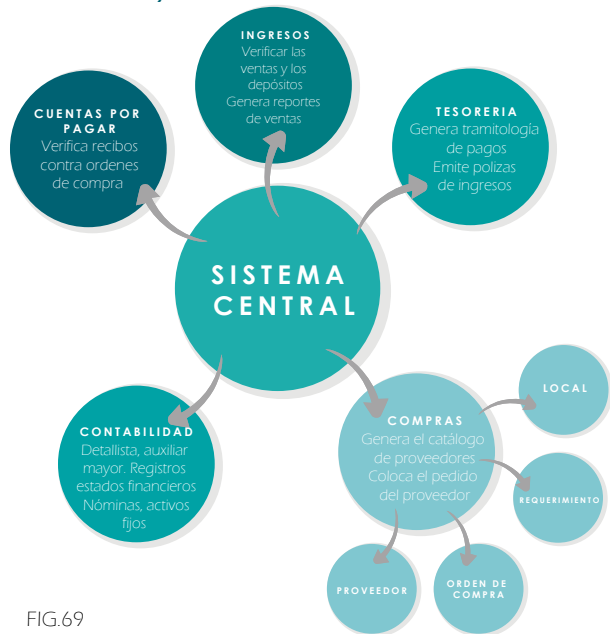 INGRESOS
Verificar las
ventas y los
depósitos
Genera reportes
de ventas
CUENTAS POR
PAGAR
Verifica recibos
contra ordenes
de compra
TESORERIA
Genera tramitología
de pagos
Emite polizas
de ingresos
SISTEMA
CENTRAL
CONTABILIDAD
Detallista, auxiliar
mayor. Registros
estados financieros
Nóminas, activos
fijos
COMPRAS
Genera el catálogo
de proveedores
Coloca el pedido
del proveedor
LOCAL
REQUERIMIENTO
ORDEN DE
COMPRA
PROVEEDOR
FIG.69